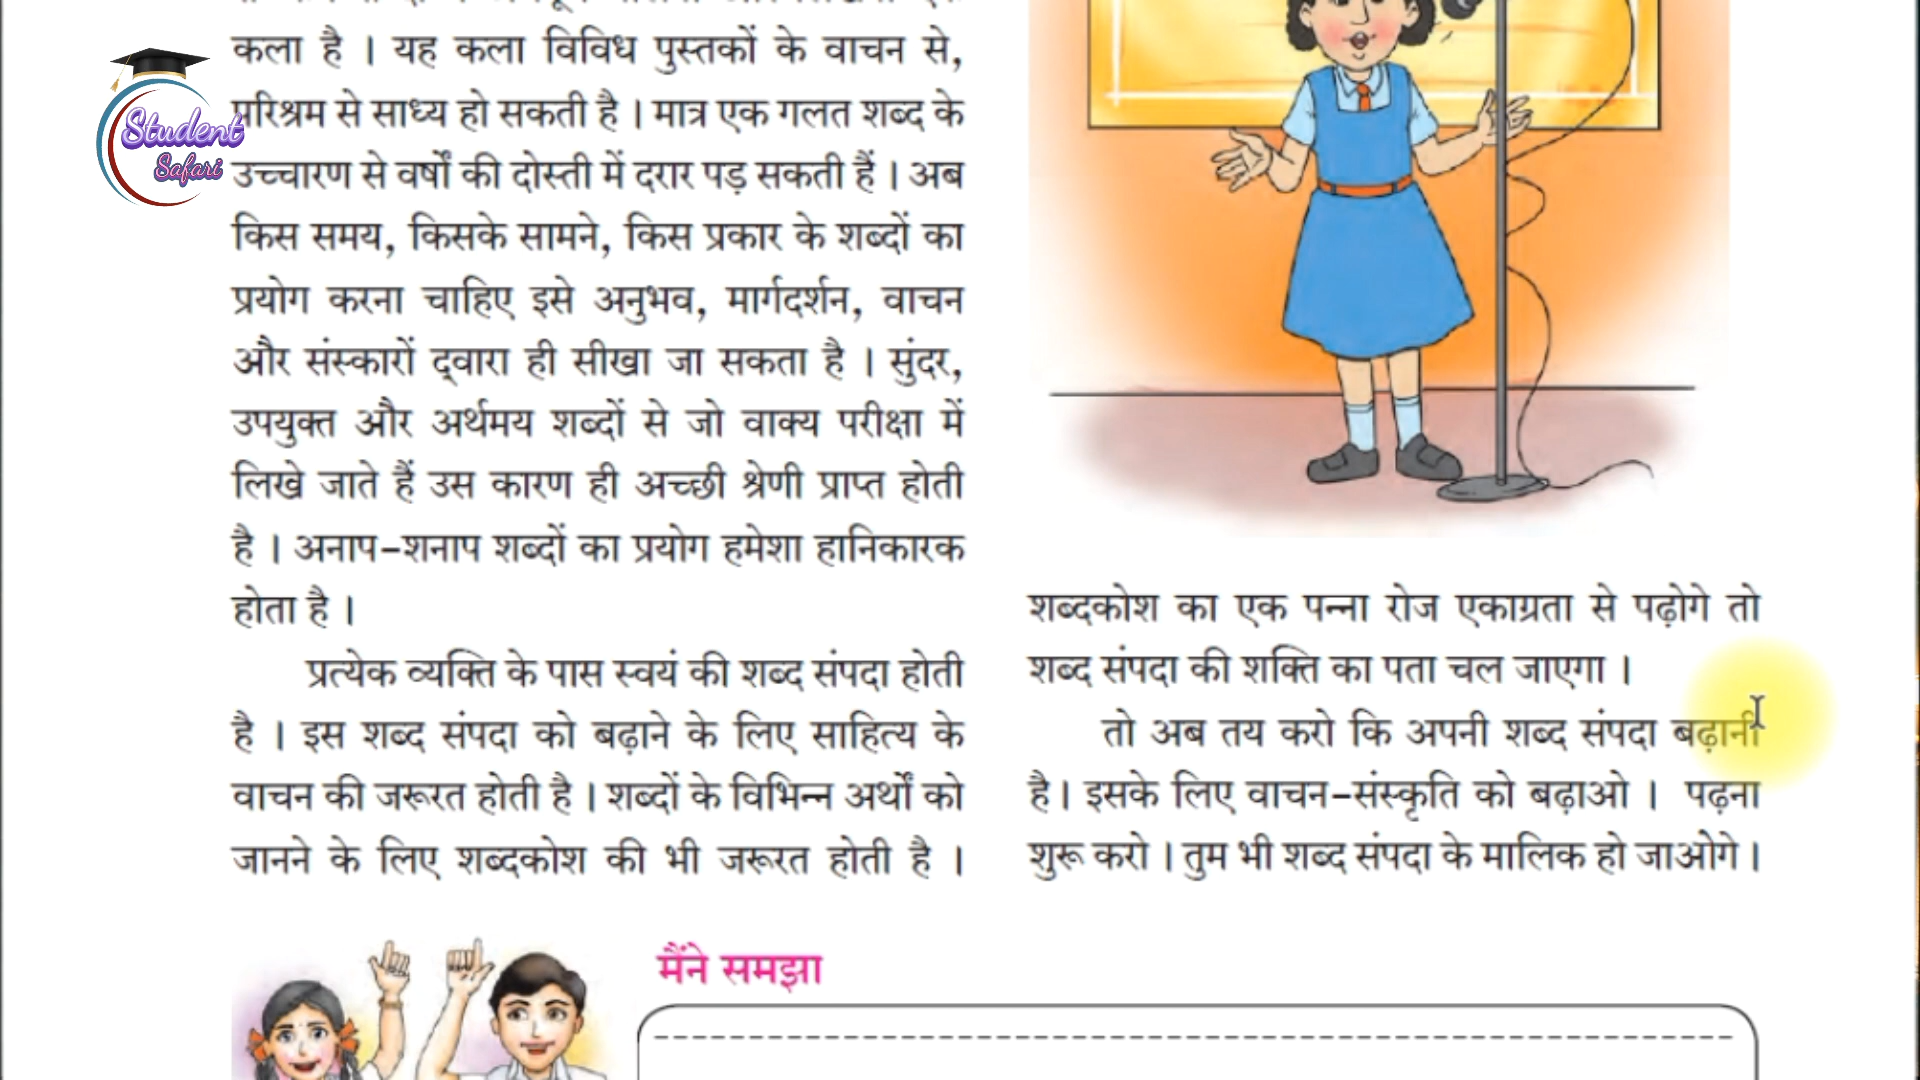 कला है । यह कला विविध पुस्तकों के वाचन से,
परिश्रम से साध्य हो सकती है । मात्र एक गलत शब्द के
उच्चारण से वर्षों की दोस्ती में दरार पड़ सकती हैं । अब
किस समय, किसके सामने, किस प्रकार के शब्दों का
प्रयोग करना चाहिए इसे अनुभव, मार्गदर्शन, वाचन
और संस्कारों द्‌वारा ही सीखा जा सकता है । सुंदर,
उपयुक्त और अर्थमय शब्दों से जो वाक्य परीक्षा में
लिखे जाते हैं उस कारण ही अच्छी श्रेणी प्राप्त होती
है । अनाप-शनाप शब्दों का प्रयोग हमेशा हानिकारक
होता है ।
प्रत्येक व्यक्ति के पास स्वयं की शब्द संपदा होती
है । इस शब्द संपदा को बढ़ाने के लिए साहित्य के
वाचन की जरूरत होती है । शब्दों के विभिन्न अर्थों को
जानने के लिए शब्दकोश की भी जरूरत होती है ।
शब्दकोश का एक पन्ना रोज एकाग्रता से पढ़ोगे तो
शब्द संपदा की शक्ति का पता चल जाएगा ।
तो अब तय करो कि अपनी शब्द संपदा बढ़ानी
है। इसके लिए वाचन-संस्कृति को बढ़ाओ । पढ़ना
शुरू करो । तुम भी शब्द संपदा के मालिक हो जाओगे ।
मैंने समझा
Student
Safari